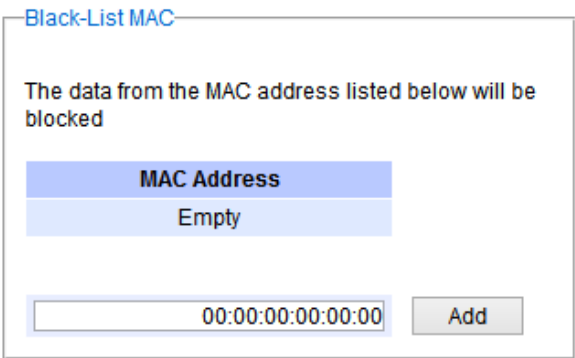 Black-List MAC
The data from the MAC address listed below will be
blocked
MAC Address
Empty
00:00:00:00:00:00
Add